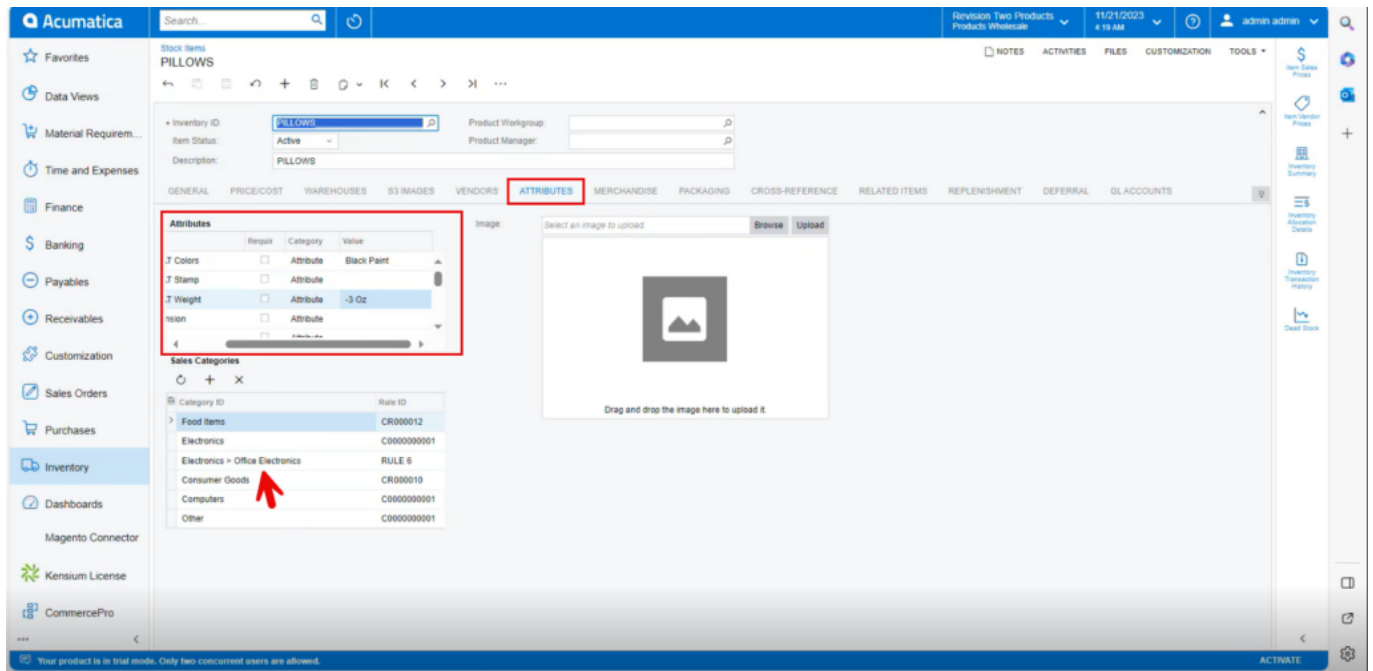 Acumatica
Search...
Revision Two Products
Products Wholesale
11/21/2023
4:19 AM
admin admin
Favorites
Data Views
Material Requirem...
Time and Expenses
Finance
Banking
Payables
Receivables
Customization
Sales Orders
Purchases
Inventory
Dashboards
Magento Connector
Kensium License
CommercePro
Stock Items
PILLOWS
NOTES
ACTIVITIES
FILES
CUSTOMIZATION
TOOLS
Inventory ID:
PILLOWS
Product Workgroup:
Item Status:
Active
Product Manager:
Description:
PILLOWS
GENERAL
PRICE/COST
WAREHOUSES
S3 IMAGES
VENDORS
ATTRIBUTES
MERCHANDISE
PACKAGING
CROSS-REFERENCE
RELATED ITEMS
REPLENISHMENT
DEFERRAL
GL ACCOUNTS
Attributes
Requir Category Value
.T Colors Attribute Black Paint
.T Stamp Attribute
.T Weight Attribute -3 Oz
nsion Attribute
Sales Categories
Category ID Rule ID
Food Items CR000012
Electronics C0000000001
Electronics > Office Electronics RULE 6
Consumer Goods CR000010
Computers C0000000001
Other C0000000001
Image:
Select an image to upload
Browse
Upload
Drag and drop the image here to upload it.
Item Sales
Prices
Item Vendor
Prices
Inventory
Summary
Inventory
Allocation
Details
Inventory
Transaction
History
Dead Stock
Your product is in trial mode. Only two concurrent users are allowed.
ACTIVATE